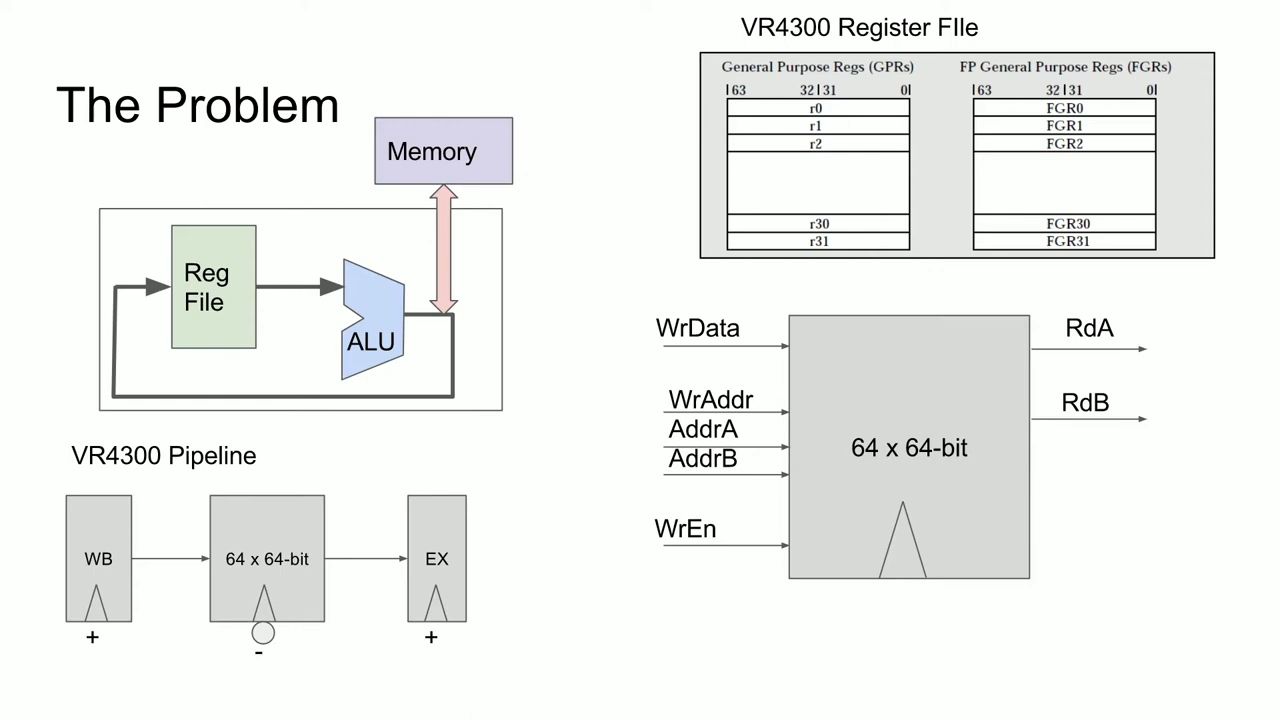 The Problem
Memory
Reg
File
ALU
VR4300 Pipeline
WB
64 x 64-bit
EX
+
-
+
VR4300 Register FIle
General Purpose Regs (GPRs)
FP General Purpose Regs (FGRs)
63 32 31 0
63 32 31 0
r0
FGR0
r1
FGR1
r2
FGR2
r30
FGR30
r31
FGR31
WrData
WrAddr
AddrA
AddrB
WrEn
64 x 64-bit
RdA
RdB